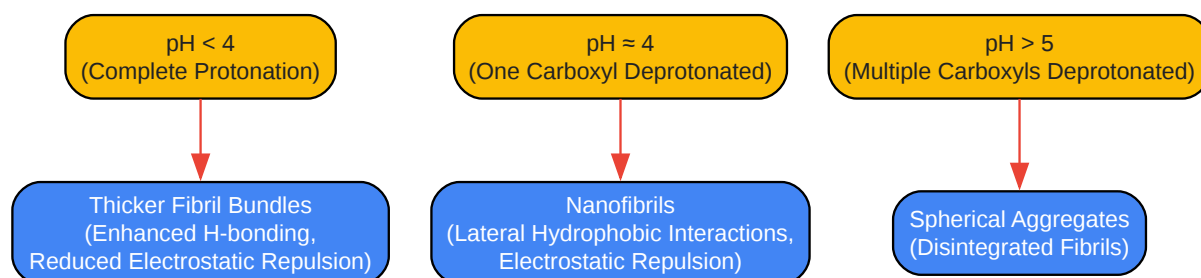 pH < 4
(Complete Protonation)
pH ≈ 4
(One Carboxyl Deprotonated)
pH > 5
(Multiple Carboxyls Deprotonated)
Thicker Fibril Bundles
(Enhanced H-bonding,
Reduced Electrostatic Repulsion)
Nanofibrils
(Lateral Hydrophobic Interactions,
Electrostatic Repulsion)
Spherical Aggregates
(Disintegrated Fibrils)